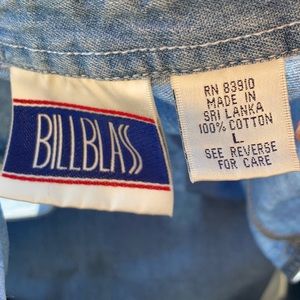 BILLBLASS
RN 83910
MADE IN
SRI LANKA
100% COTTON
L
SEE REVERSE
FOR CARE